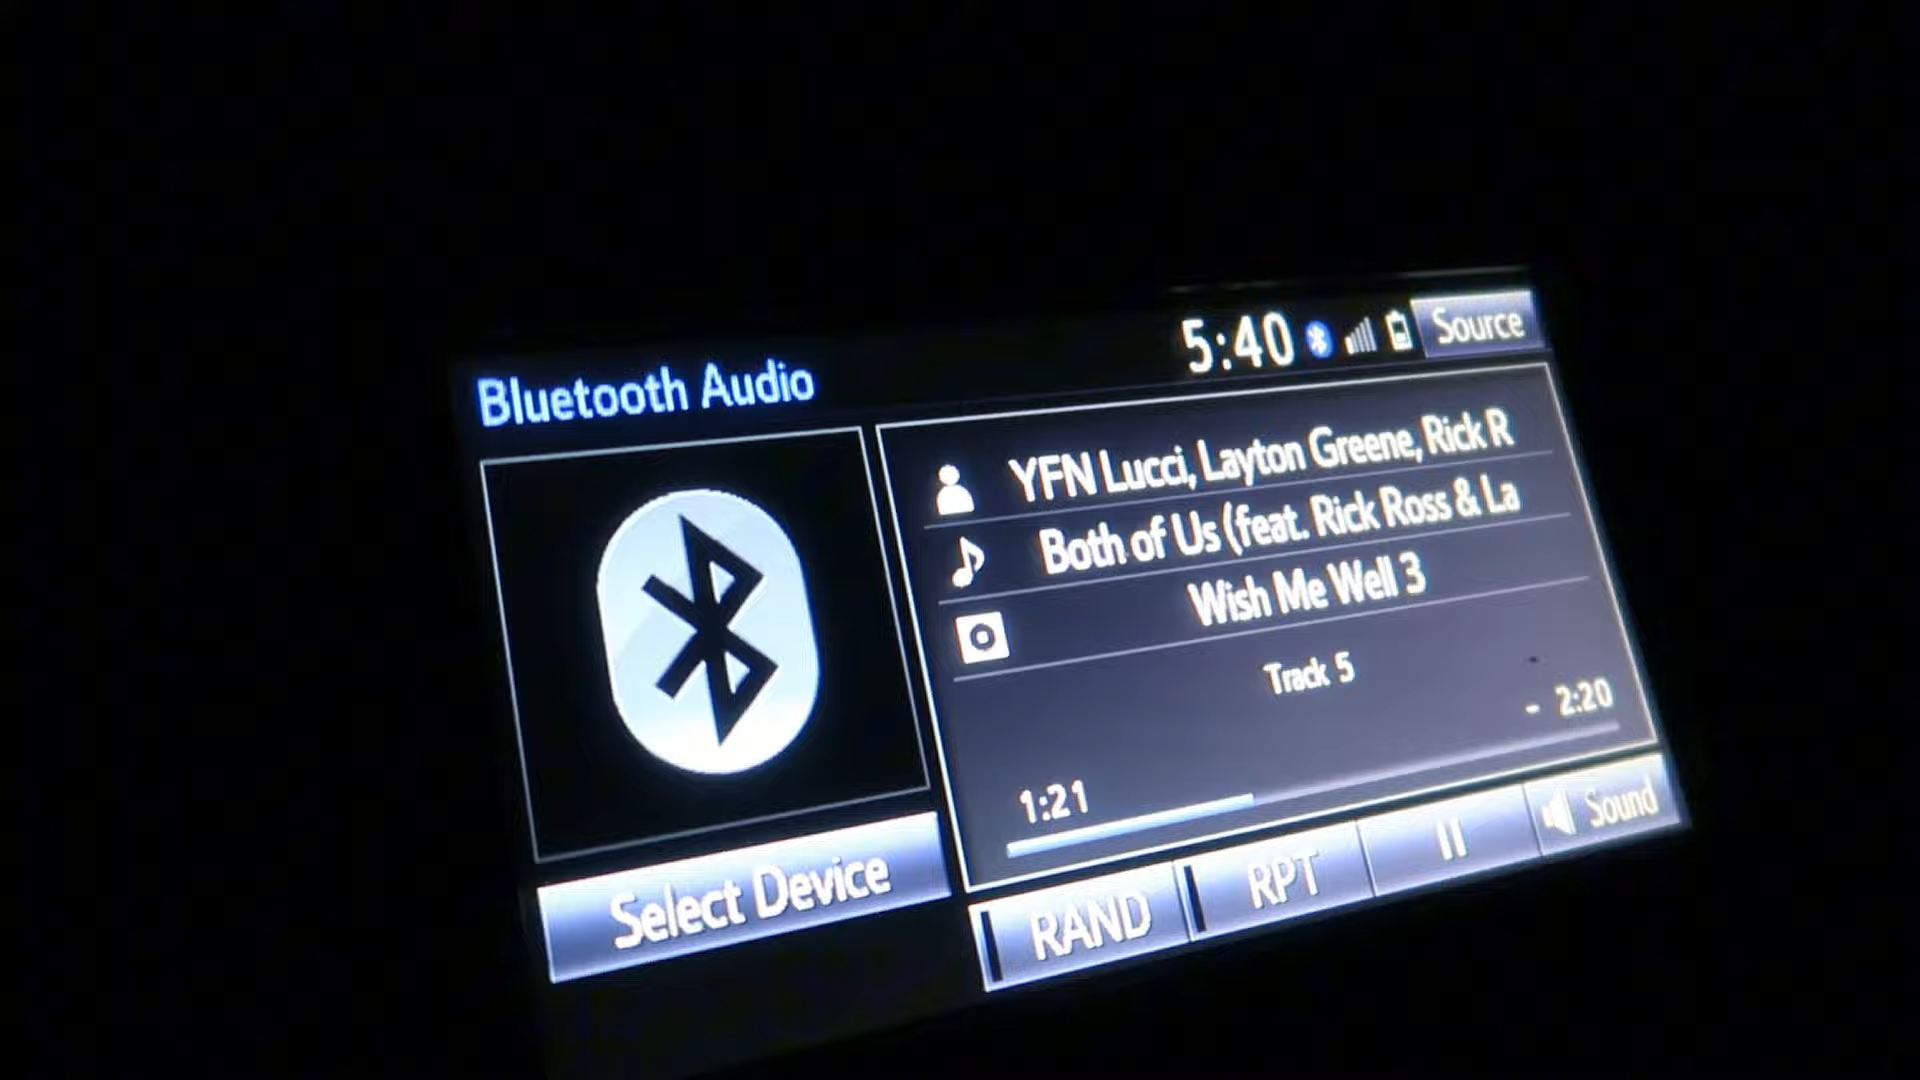 5:40 Source
Bluetooth Audio
YFN Lucci, Layton Greene, Rick R
Both of Us (feat. Rick Ross & La
Wish Me Well 3
Track 5
- 2:20
1:21
Select Device
RAND RPT Sound